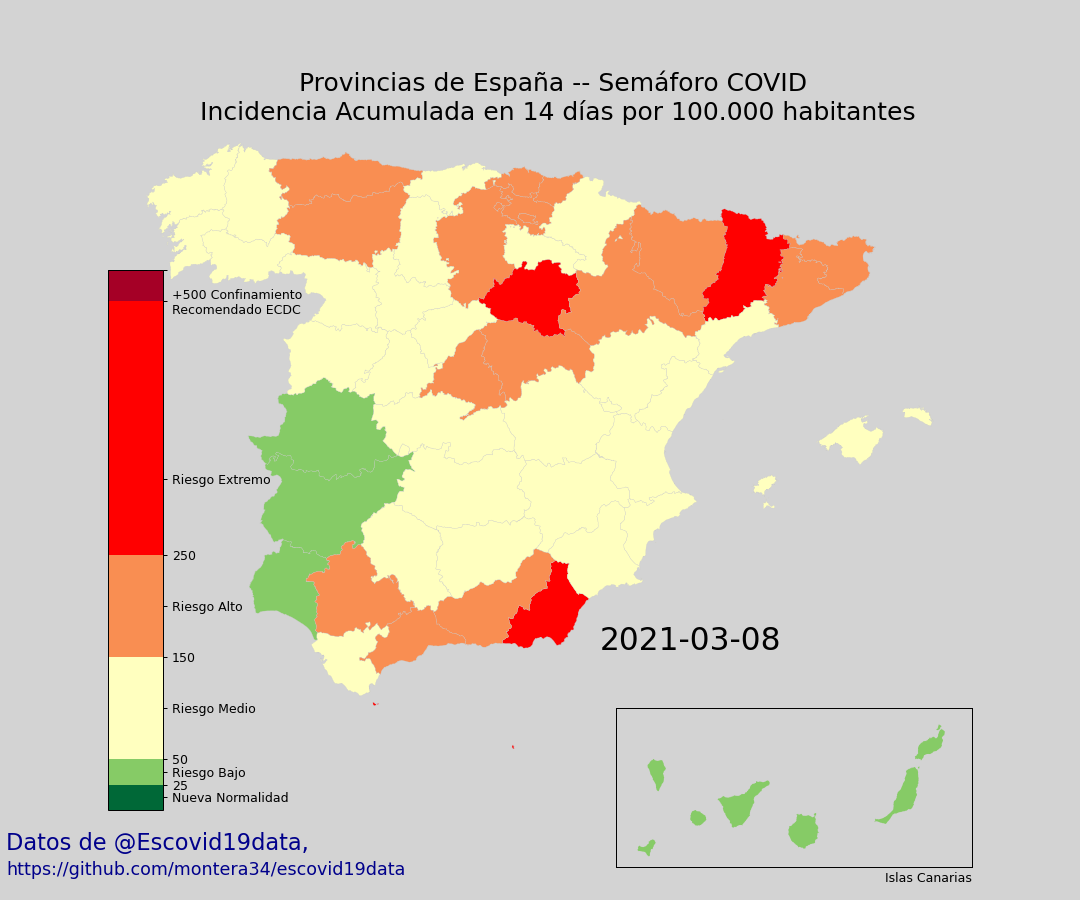 Provincias de España -- Semáforo COVID
Incidencia Acumulada en 14 días por 100.000 habitantes
+500 Confinamiento
Recomendado ECDC
Riesgo Extremo
250
Riesgo Alto
150
Riesgo Medio
50
Riesgo Bajo
25
Nueva Normalidad
2021-03-08
Islas Canarias
Datos de @Escovid19data,
https://github.com/montera34/escovid19data